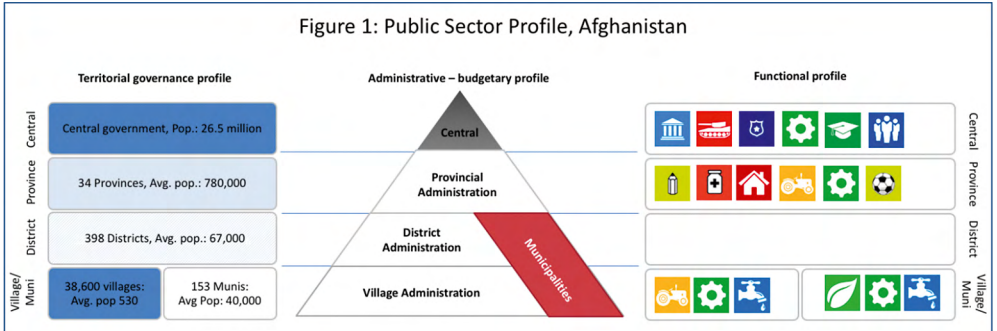 Figure 1: Public Sector Profile, Afghanistan
Territorial governance profile
Administrative – budgetary profile
Functional profile
Central
Central government, Pop.: 26.5 million
Central
Central
Province
34 Provinces, Avg. pop.: 780,000
Provincial
Administration
Province
District
398 Districts, Avg. pop.: 67,000
District
Administration
Municipalities
District
Village/
Muni
38,600 villages:
Avg. pop 530
153 Munis:
Avg Pop: 40,000
Village Administration
Village/
Muni